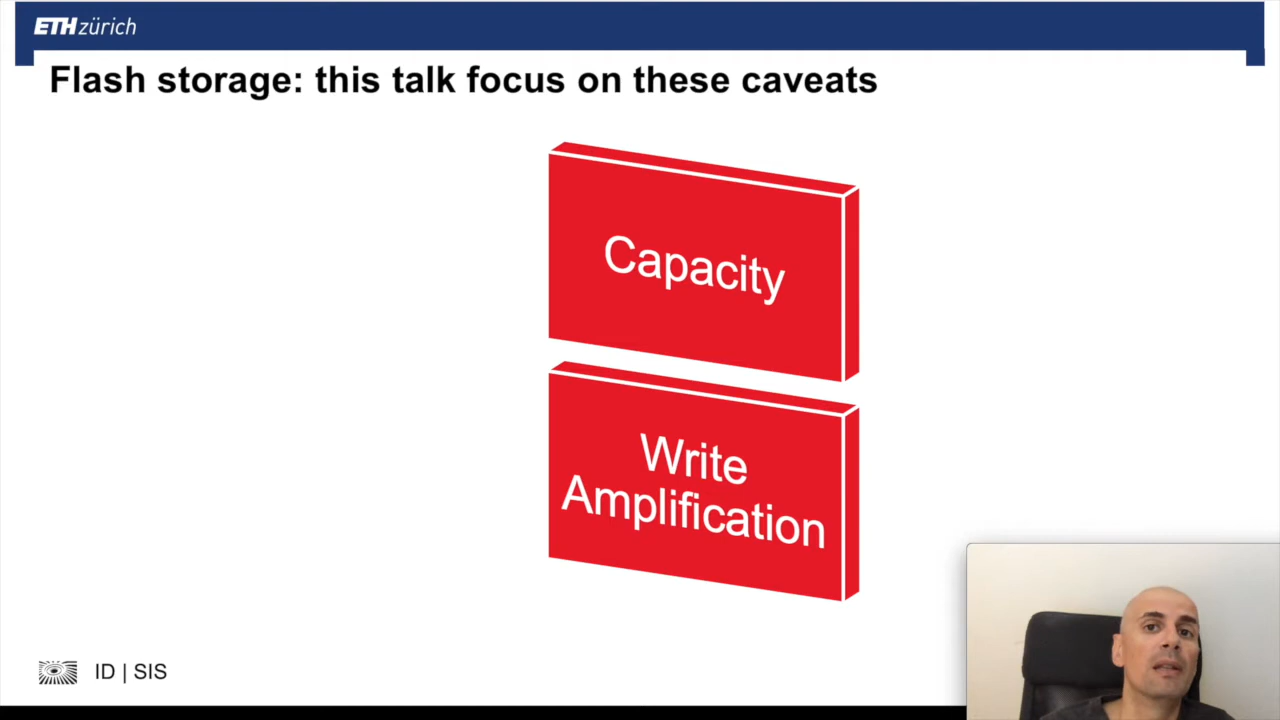 ETH zürich
Flash storage: this talk focus on these caveats
Capacity
Write
Amplification
ID | SIS